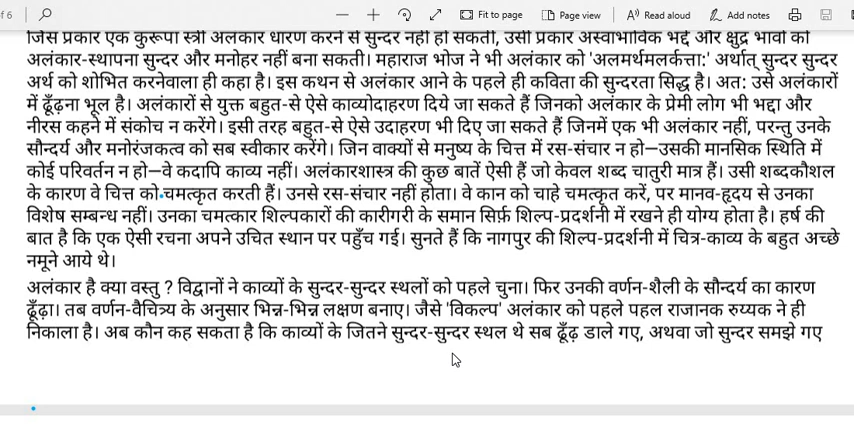 of 6 Fit to page Page view Read aloud Add notes
जिस प्रकार एक कुरूपा स्त्री अलंकार धारण करने से सुन्दर नहीं हो सकती, उसी प्रकार अस्वाभाविक भद्दे और क्षुद्र भावों को
अलंकार-स्थापना सुन्दर और मनोहर नहीं बना सकती। महाराज भोज ने भी अलंकार को 'अलमर्थमलर्कत्ता:' अर्थात् सुन्दर सुन्दर
अर्थ को शोभित करनेवाला ही कहा है। इस कथन से अलंकार आने के पहले ही कविता की सुन्दरता सिद्ध है। अत: उसे अलंकारों
में ढूँढ़ना भूल है। अलंकारों से युक्त बहुत-से ऐसे काव्योदाहरण दिये जा सकते हैं जिनको अलंकार के प्रेमी लोग भी भद्दा और
नीरस कहने में संकोच न करेंगे। इसी तरह बहुत-से ऐसे उदाहरण भी दिए जा सकते हैं जिनमें एक भी अलंकार नहीं, परन्तु उनके
सौन्दर्य और मनोरंजकत्व को सब स्वीकार करेंगे। जिन वाक्यों से मनुष्य के चित्त में रस-संचार न हो—उसकी मानसिक स्थिति में
कोई परिवर्तन न हो—वे कदापि काव्य नहीं। अलंकारशास्त्र की कुछ बातें ऐसी हैं जो केवल शब्द चातुरी मात्र हैं। उसी शब्दकौशल
के कारण वे चित्त को चमत्कृत करती हैं। उनसे रस-संचार नहीं होता। वे कान को चाहे चमत्कृत करें, पर मानव-हृदय से उनका
विशेष सम्बन्ध नहीं। उनका चमत्कार शिल्पकारों की कारीगरी के समान सिर्फ़ शिल्प-प्रदर्शनी में रखने ही योग्य होता है। हर्ष की
बात है कि एक ऐसी रचना अपने उचित स्थान पर पहुँच गई। सुनते हैं कि नागपुर की शिल्प-प्रदर्शनी में चित्र-काव्य के बहुत अच्छे
नमूने आये थे।
अलंकार है क्या वस्तु ? विद्वानों ने काव्यों के सुन्दर-सुन्दर स्थलों को पहले चुना। फिर उनकी वर्णन-शैली के सौन्दर्य का कारण
ढूँढ़ा। तब वर्णन-वैचित्र्य के अनुसार भिन्न-भिन्न लक्षण बनाए। जैसे 'विकल्प' अलंकार को पहले पहल राजानक रुय्यक ने ही
निकाला है। अब कौन कह सकता है कि काव्यों के जितने सुन्दर-सुन्दर स्थल थे सब ढूँढ़ डाले गए, अथवा जो सुन्दर समझे गए